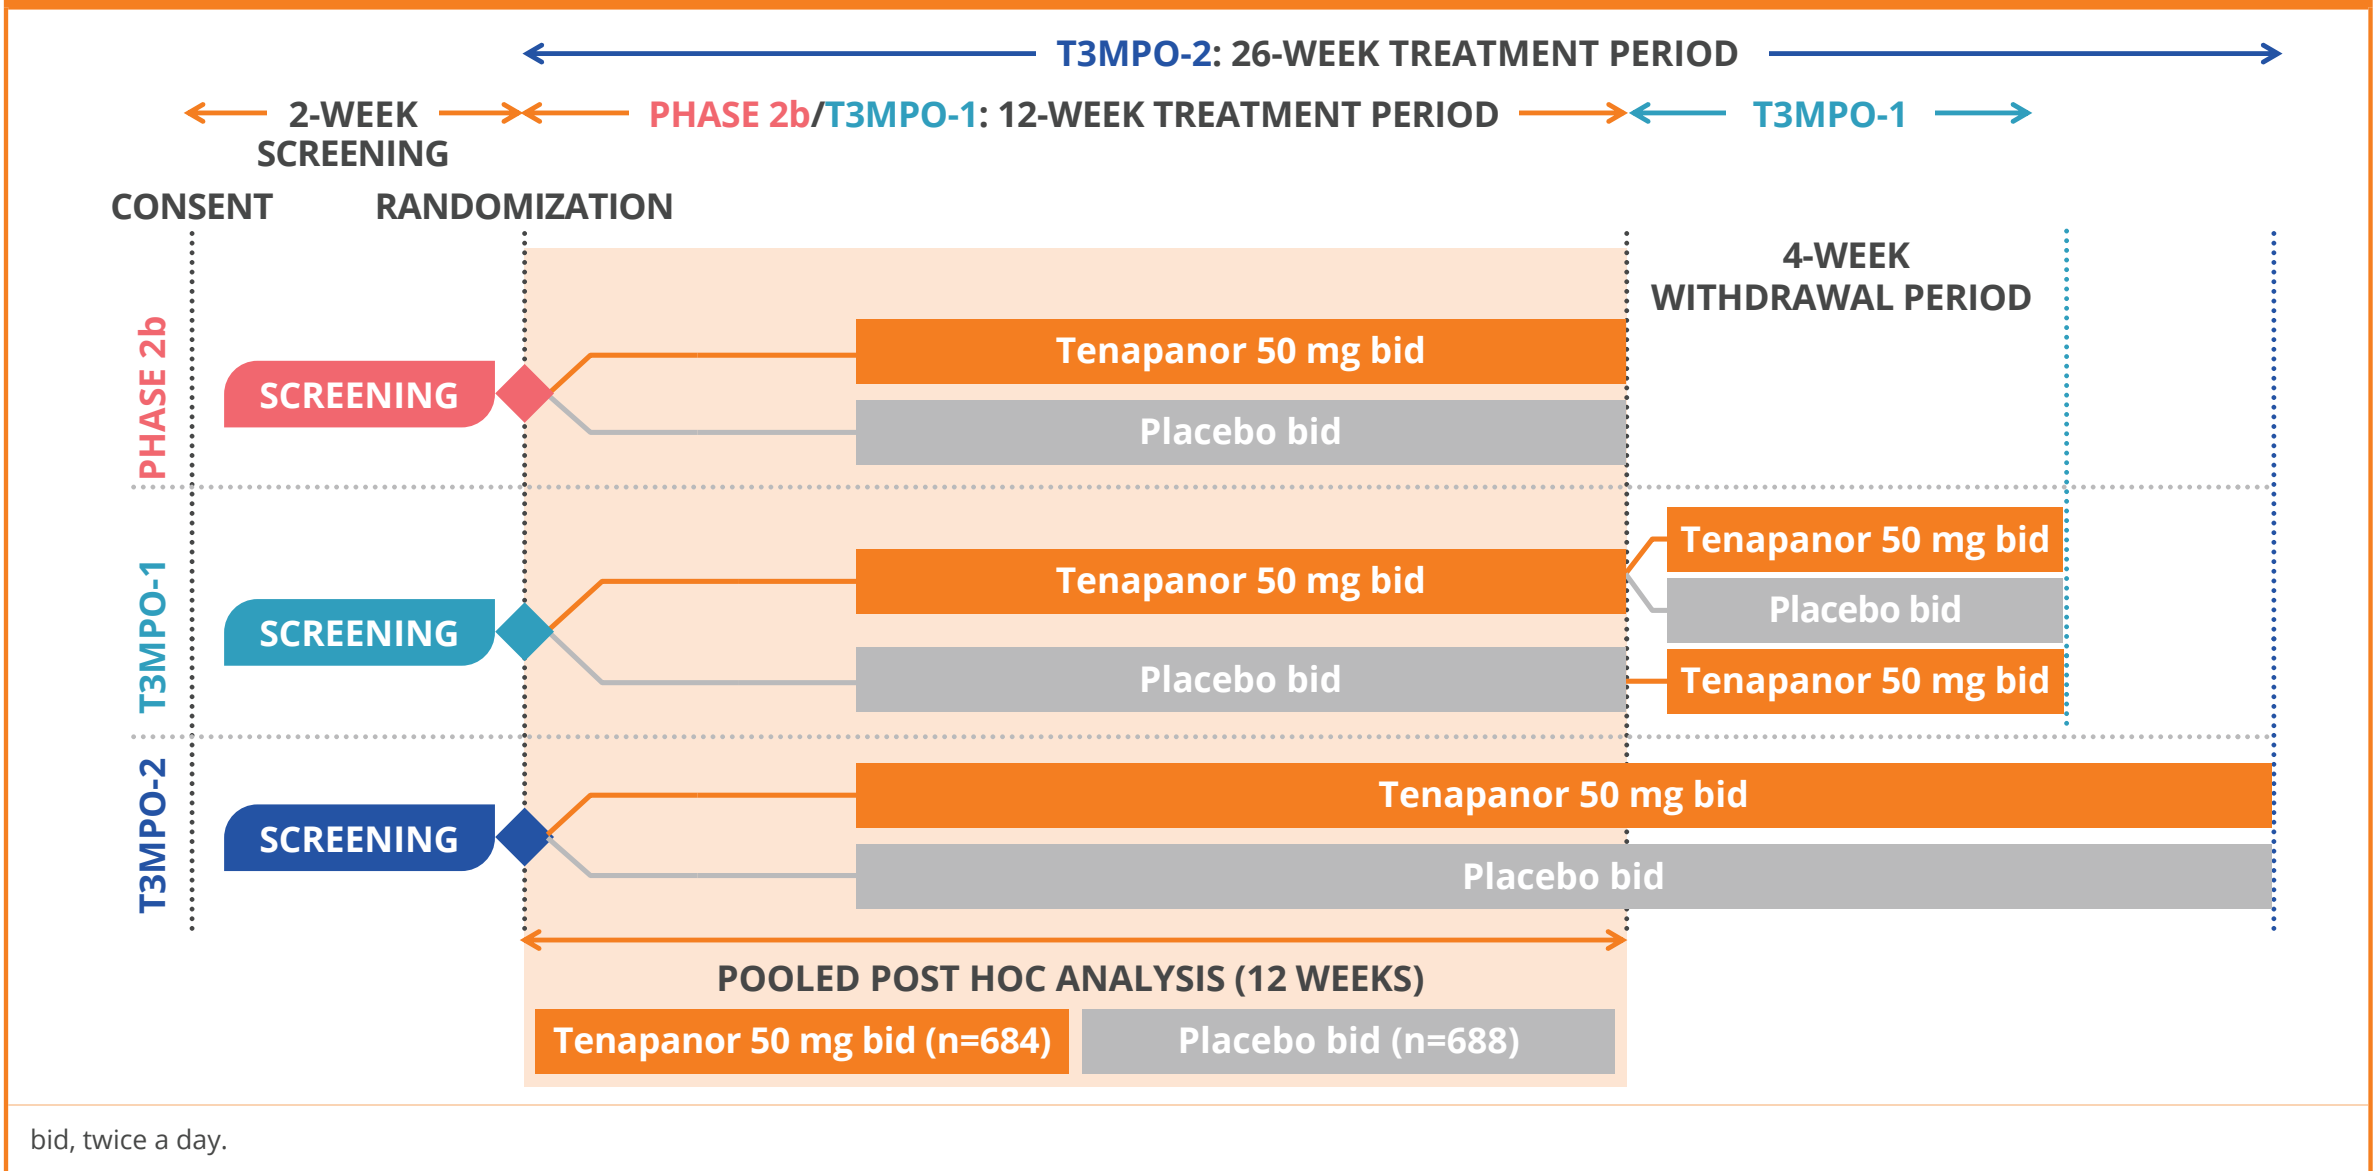 T3MPO-2: 26-WEEK TREATMENT PERIOD
2-WEEK
SCREENING
PHASE 2b/T3MPO-1: 12-WEEK TREATMENT PERIOD
T3MPO-1
CONSENT
RANDOMIZATION
4-WEEK
WITHDRAWAL PERIOD
PHASE 2b
SCREENING
Tenapanor 50 mg bid
Placebo bid
T3MPO-1
SCREENING
Tenapanor 50 mg bid
Placebo bid
Tenapanor 50 mg bid
Placebo bid
Tenapanor 50 mg bid
T3MPO-2
SCREENING
Tenapanor 50 mg bid
Placebo bid
POOLED POST HOC ANALYSIS (12 WEEKS)
Tenapanor 50 mg bid (n=684)
Placebo bid (n=688)
bid, twice a day.